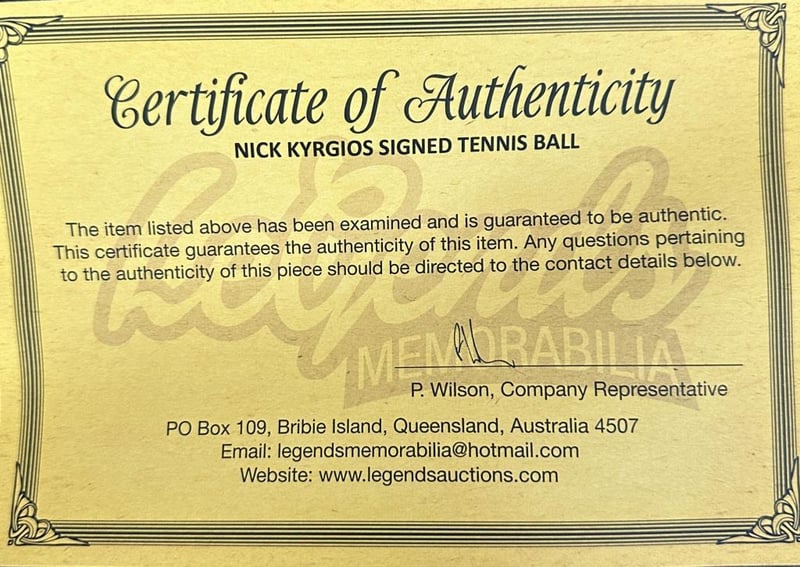 Certificate of Authenticity
NICK KYRGIOS SIGNED TENNIS BALL
Legends
MEMORABILIA
The item listed above has been examined and is guaranteed to be authentic.
This certificate guarantees the authenticity of this item. Any questions pertaining
to the authenticity of this piece should be directed to the contact details below.
P. Wilson, Company Representative
PO Box 109, Bribie Island, Queensland, Australia 4507
Email: legendsmemorabilia@hotmail.com
Website: www.legendsauctions.com